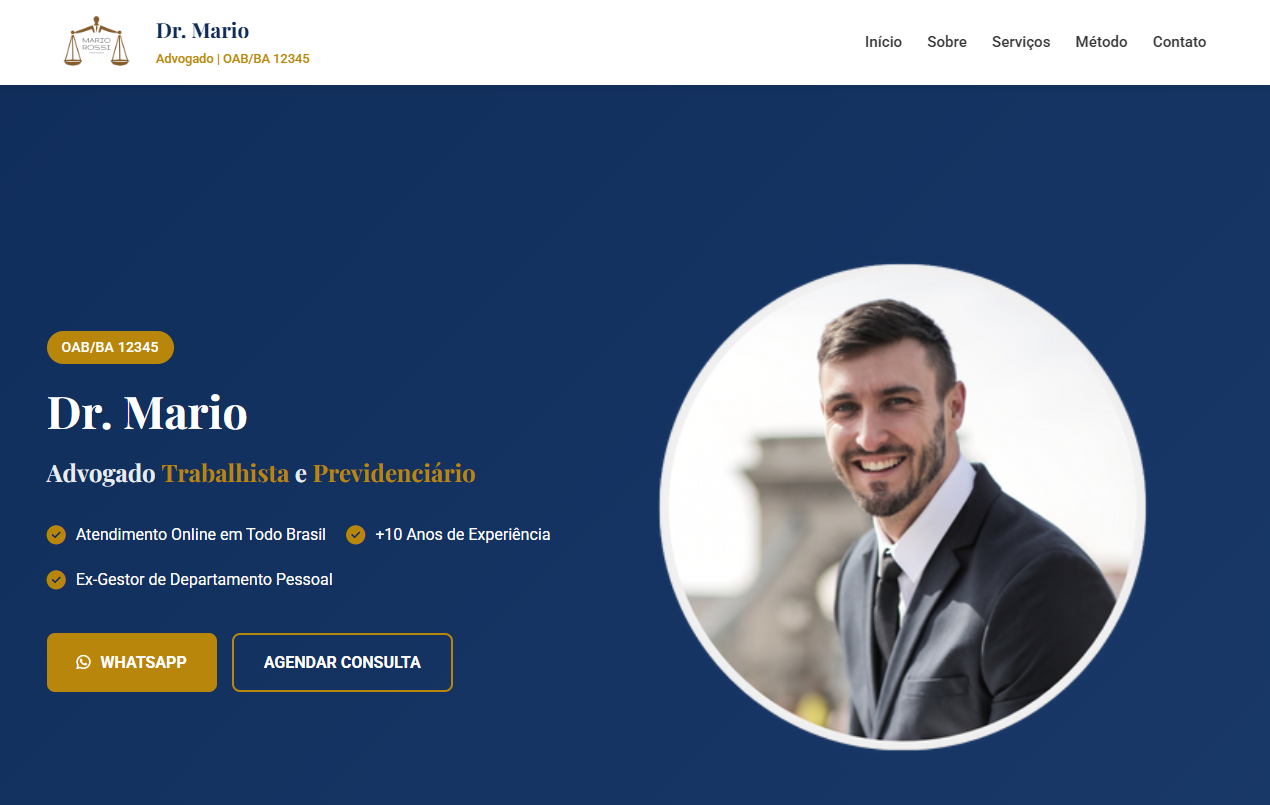 MARIO
ROSSI
Dr. Mario
Advogado | OAB/BA 12345
Início Sobre Serviços Método Contato
OAB/BA 12345
Dr. Mario
Advogado Trabalhista e Previdenciário
Atendimento Online em Todo Brasil +10 Anos de Experiência
Ex-Gestor de Departamento Pessoal
WHATSAPP AGENDAR CONSULTA